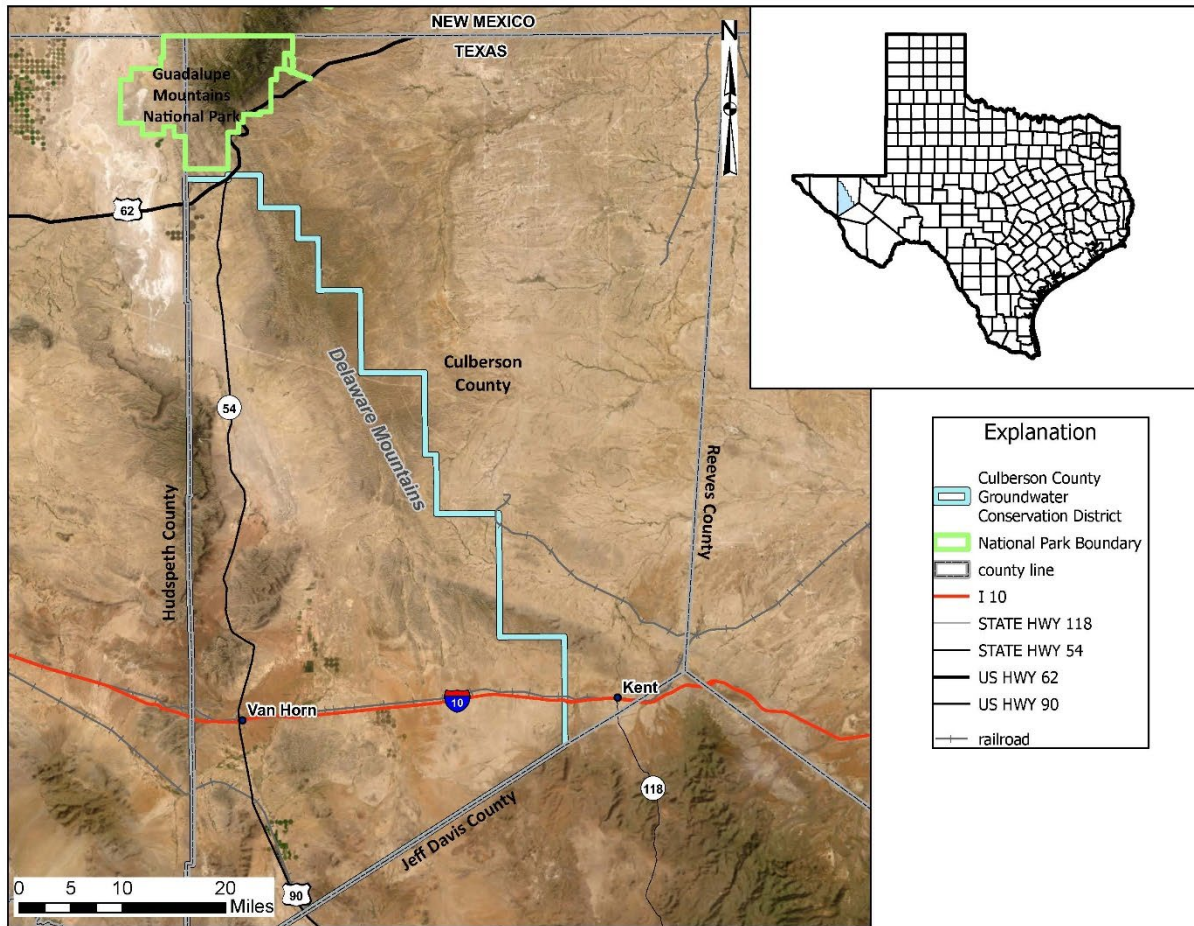 NEW MEXICO
TEXAS
N
Guadalupe
Mountains
National Park
62
54
Delaware Mountains
Culberson
County
Hudspeth County
Reeves County
Van Horn
10
Kent
118
Jeff Davis County
90
0 5 10 20
Miles
Explanation
Culberson County
Groundwater
Conservation District
National Park Boundary
county line
I 10
STATE HWY 118
STATE HWY 54
US HWY 62
US HWY 90
railroad